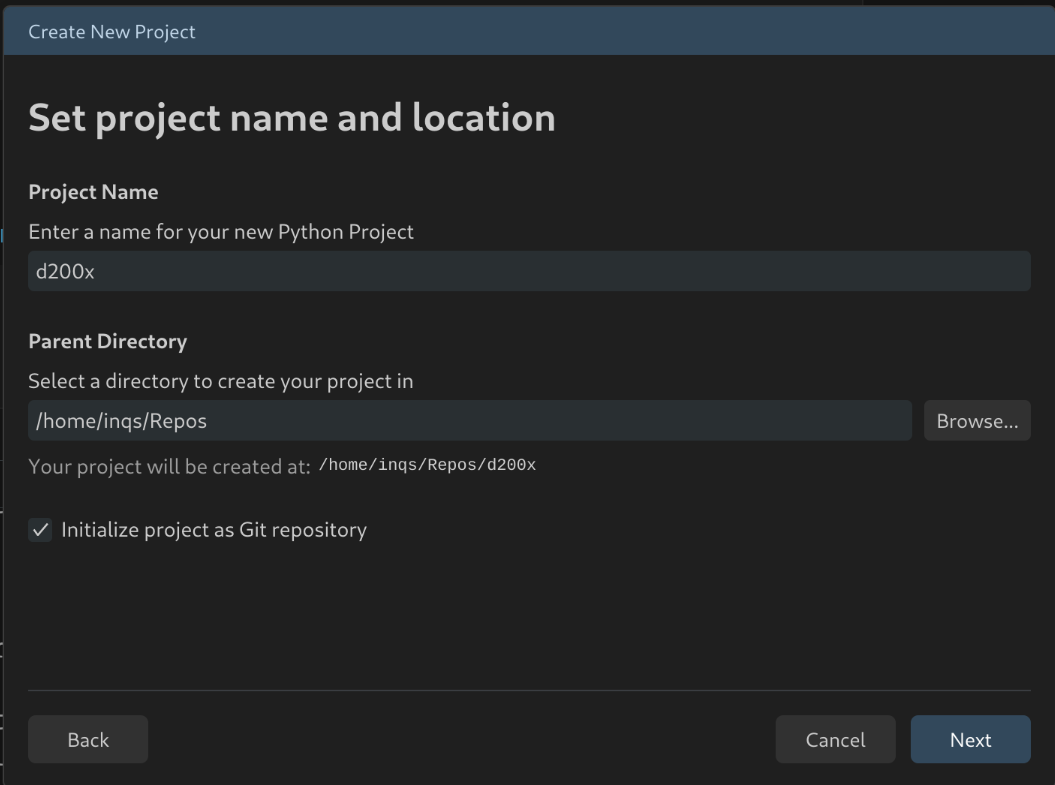 Create New Project
Set project name and location
Project Name
Enter a name for your new Python Project
d200x
Parent Directory
Select a directory to create your project in
/home/inqs/Repos
Browse...
Your project will be created at: /home/inqs/Repos/d200x
Initialize project as Git repository
Back
Cancel
Next